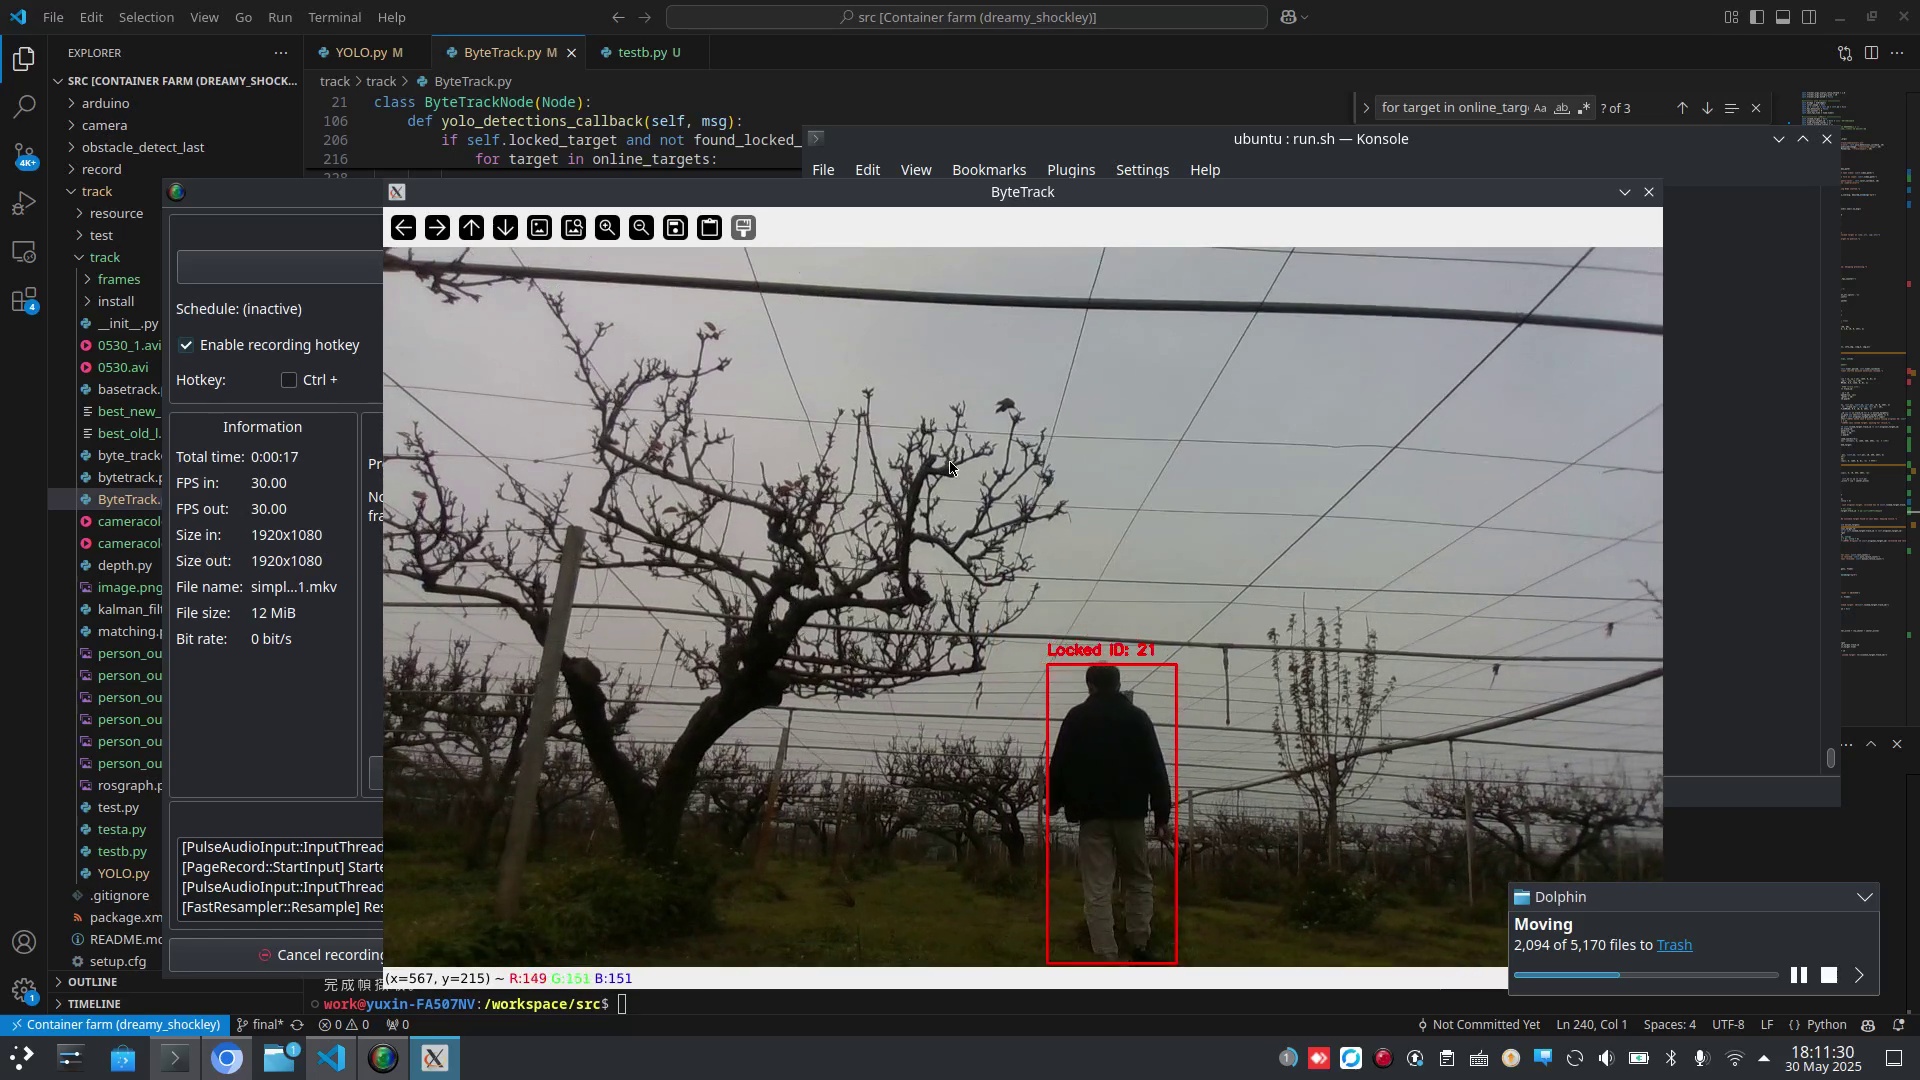 File Edit Selection View Go Run Terminal Help
src [Container farm (dreamy_shockley)]
EXPLORER
SRC [CONTAINER FARM (DREAMY_SHOCK...
arduino
camera
4K+
obstacle_detect_last
record
track
resource
test
track
frames
4
install
__init__.py
0530_1.avi
0530.avi
basetrack.
best_new_
best_old_l.
byte_track
bytetrack.p
ByteTrack.
cameracol
cameracol
depth.py
image.png
kalman_filt
matching.p
person_ou
person_ou
person_ou
person_ou
person_ou
person_ou
rosgraph.p
test.py
testa.py
testb.py
YOLO.py
.gitignore
package.xm
README.md
setup.cfg
OUTLINE
1
TIMELINE
YOLO.py M
ByteTrack.py M
testb.py U
track > track > ByteTrack.py
21 class ByteTrackNode(Node):
106 def yolo_detections_callback(self, msg):
206 if self.locked_target and not found_locked_
216 for target in online_targets:
for target in online_targ
Aa ab .* ? of 3
ubuntu : run.sh — Konsole
File Edit View Bookmarks Plugins Settings Help
ByteTrack
Schedule: (inactive)
Enable recording hotkey
Hotkey: Ctrl +
Information
Total time: 0:00:17
FPS in: 30.00
FPS out: 30.00
Size in: 1920x1080
Size out: 1920x1080
File name: simpl...1.mkv
File size: 12 MiB
Bit rate: 0 bit/s
Pr
No
fra
[PulseAudioInput::InputThread
[PageRecord::StartInput] Starte
[PulseAudioInput::InputThread
[FastResampler::Resample] Res
Cancel recording
Locked ID: 21
(x=567, y=215) ~ R:149 G:151 B:151
Dolphin
Moving
2,094 of 5,170 files to Trash
work@yuxin-FA507NV:/workspace/src$
Container farm (dreamy_shockley) final* 0 0 0
Not Committed Yet Ln 240, Col 1 Spaces: 4 UTF-8 LF {} Python
1
1
18:11:30
30 May 2025